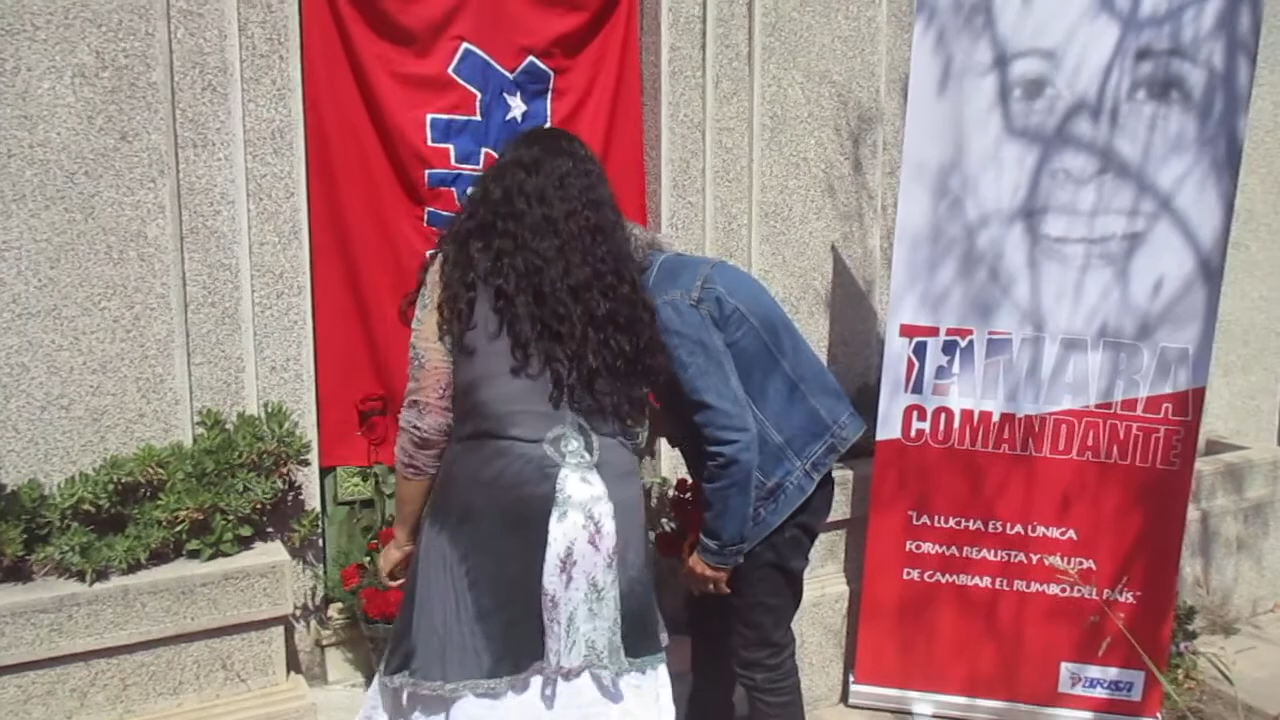 TAMARA
COMANDANTE
"LA LUCHA ES LA ÚNICA
FORMA REALISTA Y VÁLIDA
DE CAMBIAR EL RUMBO DEL PAÍS."
BRISA